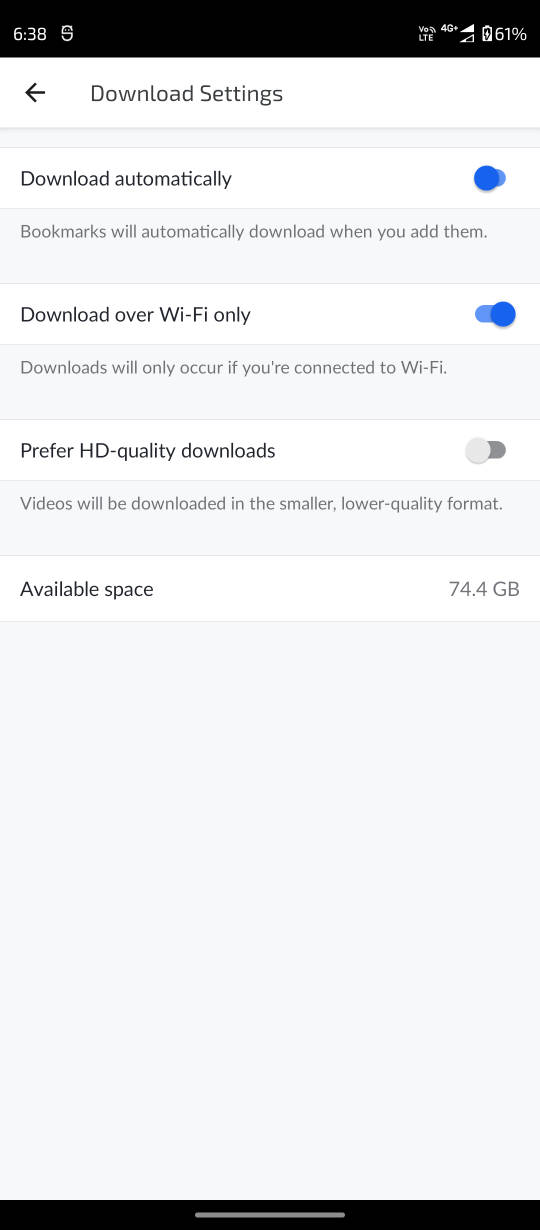 6:38
Vo LTE 4G+ 61%
Download Settings
Download automatically
Bookmarks will automatically download when you add them.
Download over Wi-Fi only
Downloads will only occur if you're connected to Wi-Fi.
Prefer HD-quality downloads
Videos will be downloaded in the smaller, lower-quality format.
Available space 74.4 GB